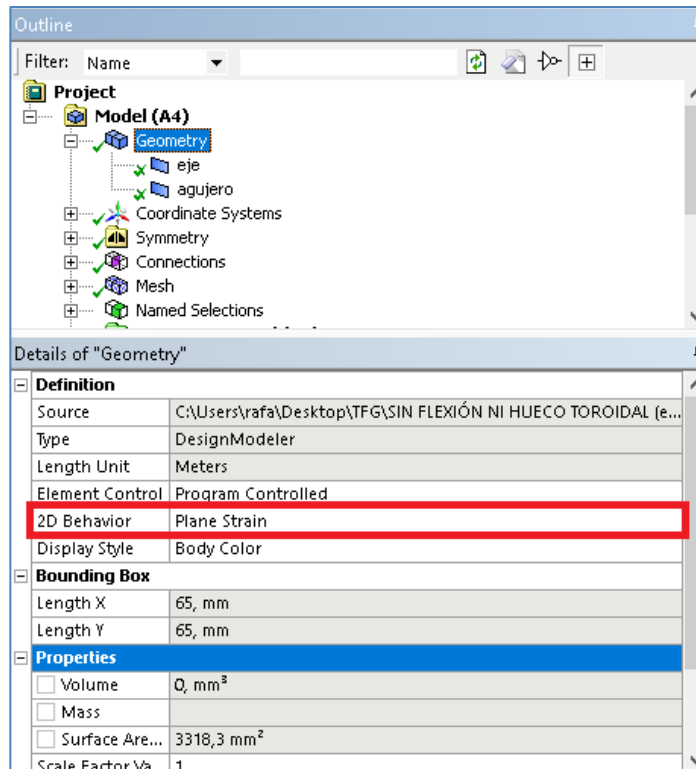 Outline
Filter: Name
Project
Model (A4)
Geometry
eje
agujero
Coordinate Systems
Symmetry
Connections
Mesh
Named Selections
Details of "Geometry"
Definition
Source C:\Users\rafa\Desktop\TFG\SIN FLEXIÓN NI HUECO TOROIDAL (e...
Type DesignModeler
Length Unit Meters
Element Control Program Controlled
2D Behavior Plane Strain
Display Style Body Color
Bounding Box
Length X 65, mm
Length Y 65, mm
Properties
Volume 0, mm³
Mass
Surface Are... 3318,3 mm²
Scale Factor Va... 1